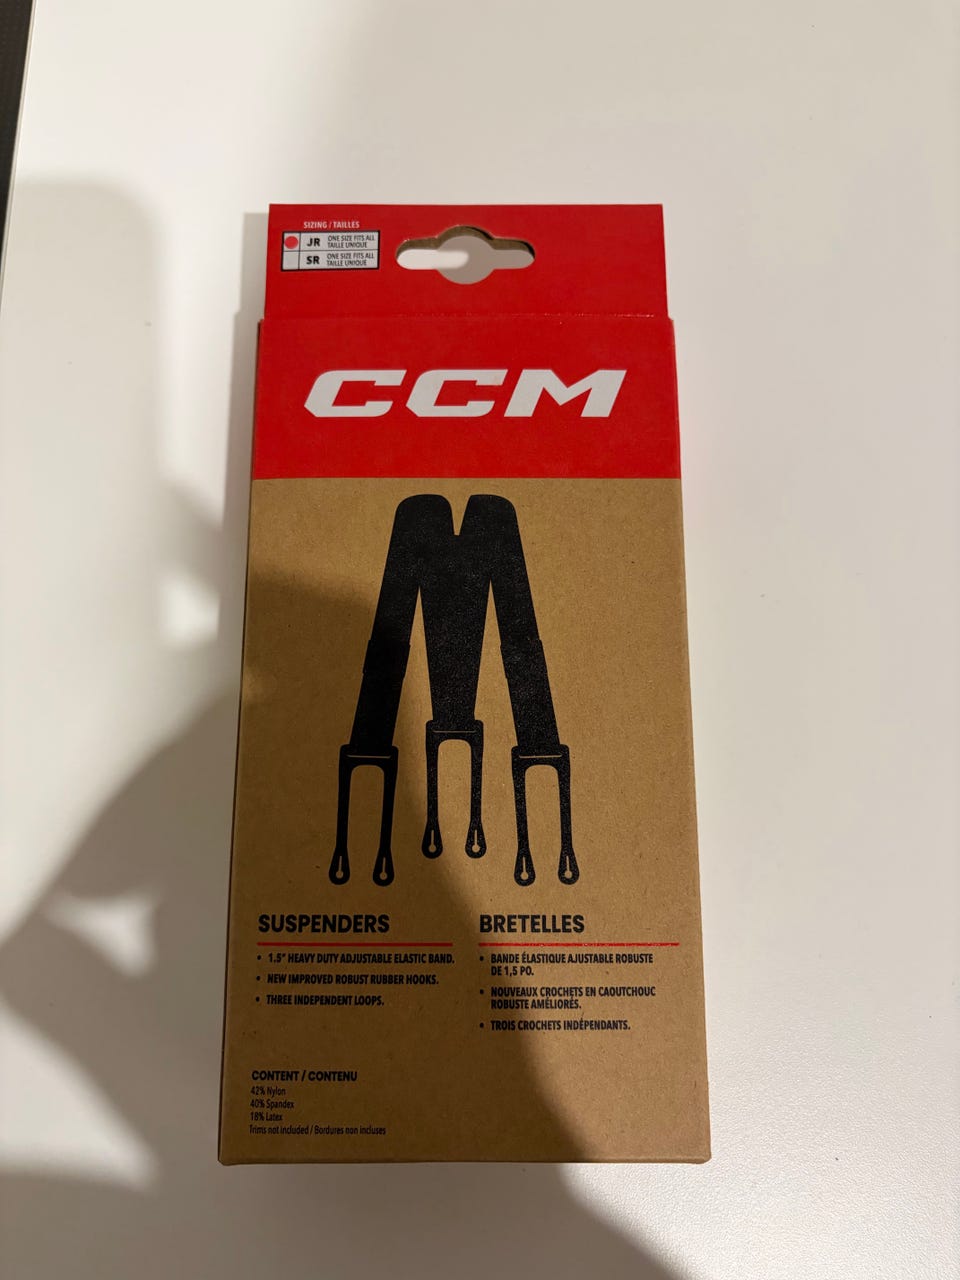 SIZING / TAILLES
JR ONE SIZE FITS ALL
TAILLE UNIQUE
SR ONE SIZE FITS ALL
TAILLE UNIQUE
CCM
SUSPENDERS
• 1.5" HEAVY DUTY ADJUSTABLE ELASTIC BAND.
• NEW IMPROVED ROBUST RUBBER HOOKS.
• THREE INDEPENDENT LOOPS.
BRETELLES
• BANDE ÉLASTIQUE AJUSTABLE ROBUSTE
DE 1,5 PO.
• NOUVEAUX CROCHETS EN CAOUTCHOUC
ROBUSTE AMÉLIORÉS.
• TROIS CROCHETS INDÉPENDANTS.
CONTENT / CONTENU
42% Nylon
40% Spandex
18% Latex
Trims not included / Bordures non incluses